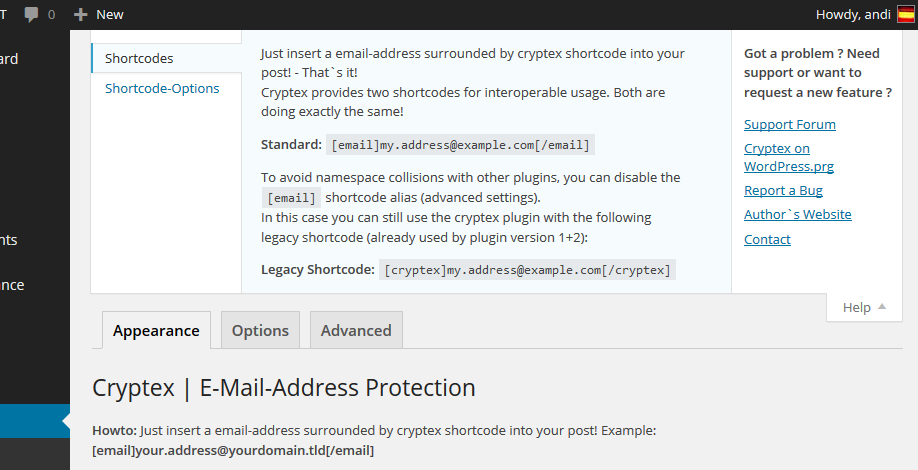 T 0 New Howdy, andi
ard
nts
ance
Shortcodes
Shortcode-Options
Just insert a email-address surrounded by cryptex shortcode into your
post! - That`s it!
Cryptex provides two shortcodes for interoperable usage. Both are
doing exactly the same!
Standard: [email]my.address@example.com[/email]
To avoid namespace collisions with other plugins, you can disable the
[email] shortcode alias (advanced settings).
In this case you can still use the cryptex plugin with the following
legacy shortcode (already used by plugin version 1+2):
Legacy Shortcode: [cryptex]my.address@example.com[/cryptex]
Got a problem ? Need
support or want to
request a new feature ?
Support Forum
Cryptex on
WordPress.prg
Report a Bug
Author`s Website
Contact
Help
Appearance Options Advanced
Cryptex | E-Mail-Address Protection
Howto: Just insert a email-address surrounded by cryptex shortcode into your post! Example:
[email]your.address@yourdomain.tld[/email]